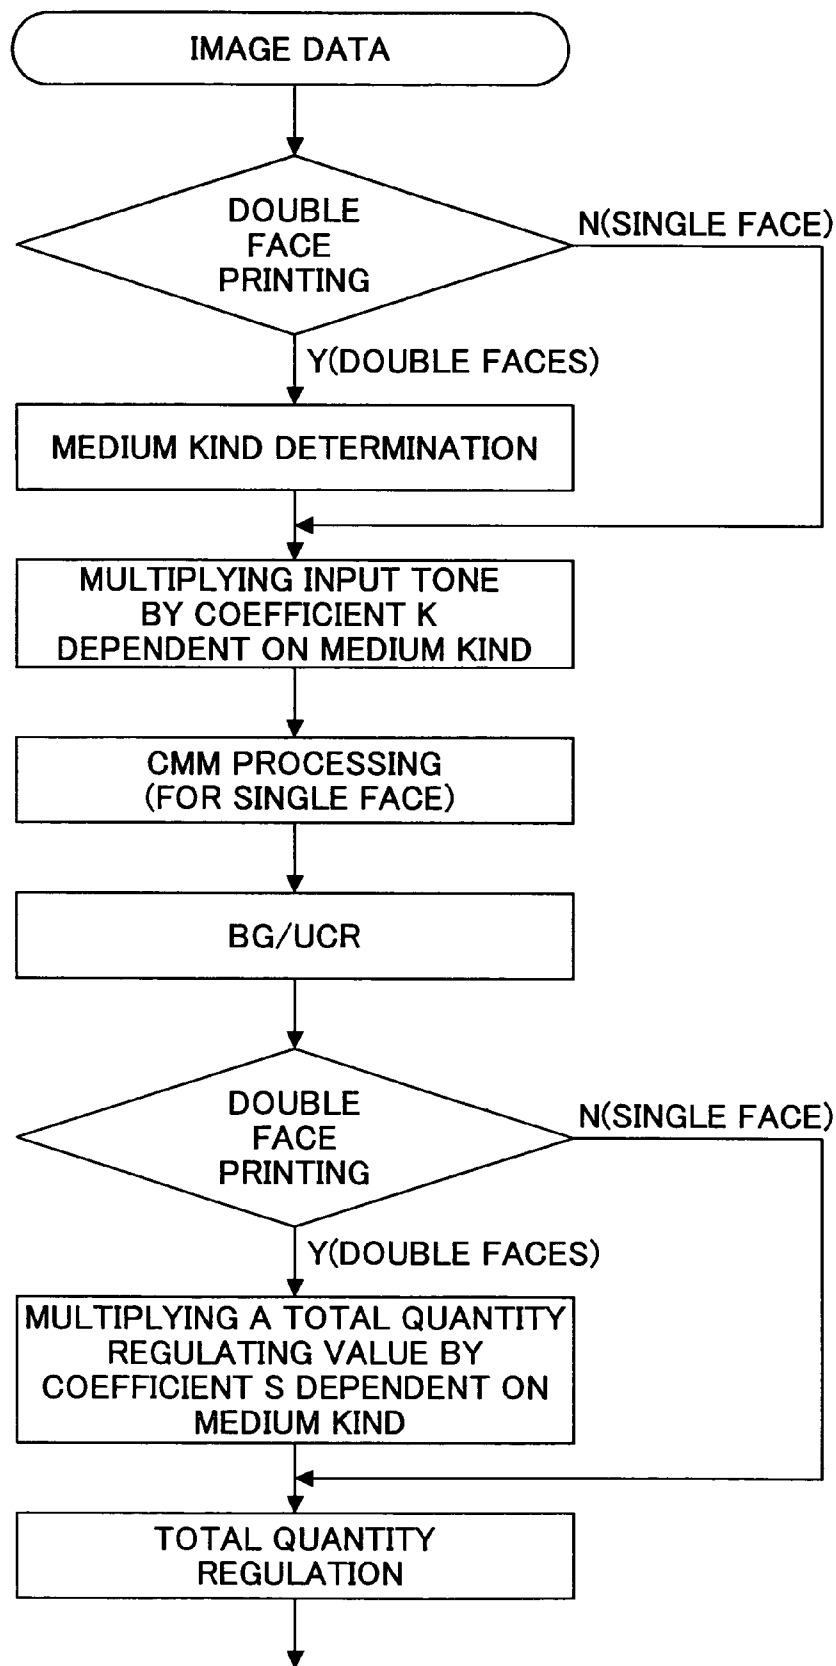 IMAGE DATA
DOUBLE
FACE
PRINTING
N(SINGLE FACE)
Y(DOUBLE FACES)
MEDIUM KIND DETERMINATION
MULTIPLYING INPUT TONE
BY COEFFICIENT K
DEPENDENT ON MEDIUM KIND
CMM PROCESSING
(FOR SINGLE FACE)
BG/UCR
DOUBLE
FACE
PRINTING
N(SINGLE FACE)
Y(DOUBLE FACES)
MULTIPLYING A TOTAL QUANTITY
REGULATING VALUE BY
COEFFICIENT S DEPENDENT ON
MEDIUM KIND
TOTAL QUANTITY
REGULATION